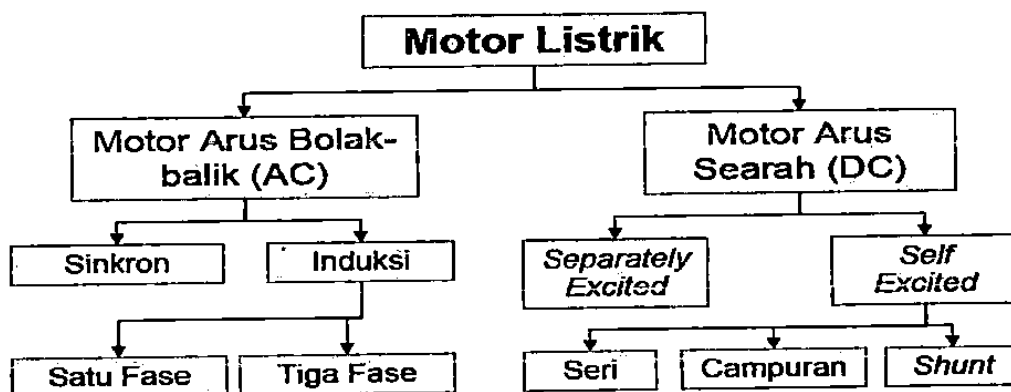 Motor Listrik
Motor Arus Bolak-
balik (AC)
Motor Arus
Searah (DC)
Sinkron
Induksi
Separately
Excited
Self
Excited
Satu Fase
Tiga Fase
Seri
Campuran
Shunt